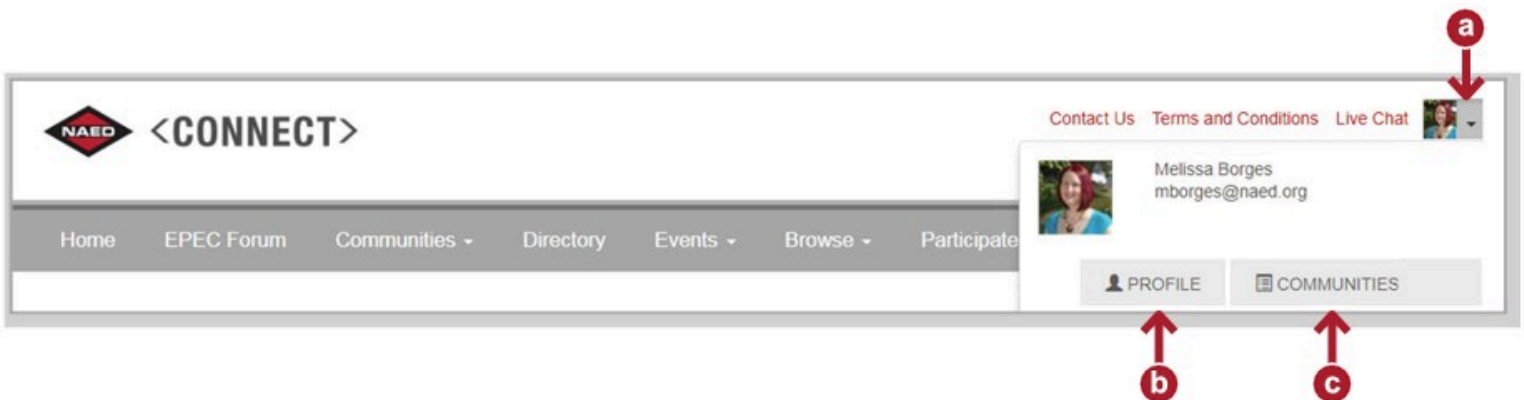 a
NAED <CONNECT>
Contact Us Terms and Conditions Live Chat
Melissa Borges
mborges@naed.org
Home EPEC Forum Communities Directory Events Browse Participate
PROFILE COMMUNITIES
b c